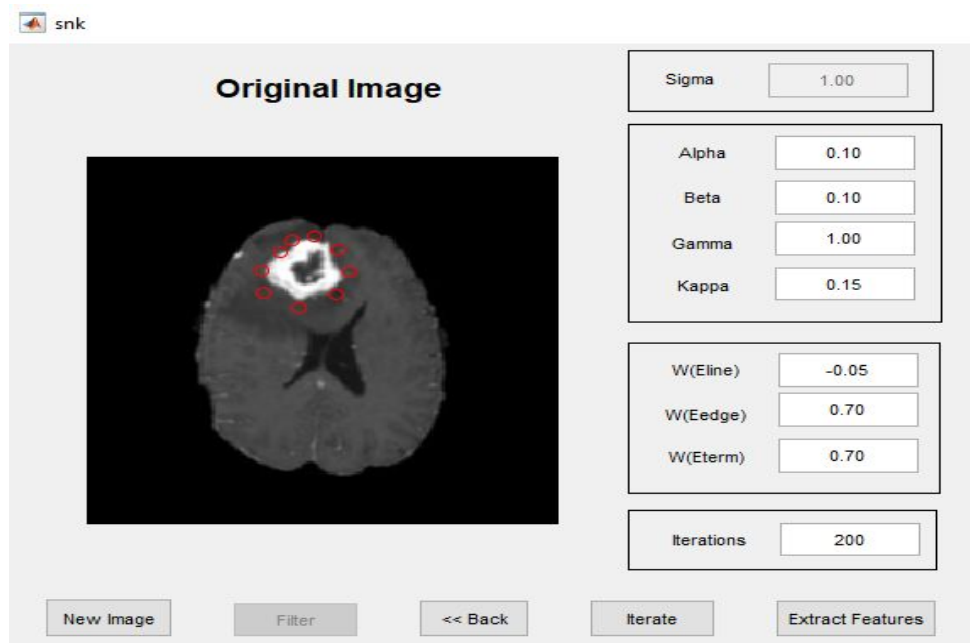 snk
Original Image
Sigma 1.00
Alpha 0.10
Beta 0.10
Gamma 1.00
Kappa 0.15
W(Eline) -0.05
W(Eedge) 0.70
W(Eterm) 0.70
Iterations 200
New Image Filter << Back Iterate Extract Features